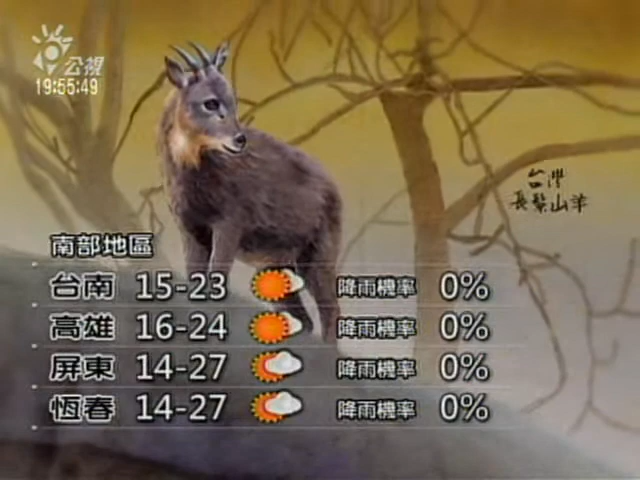 公視
19:55:49
台灣
長鬃山羊
南部地區
台南 15-23 降雨機率 0%
高雄 16-24 降雨機率 0%
屏東 14-27 降雨機率 0%
恆春 14-27 降雨機率 0%